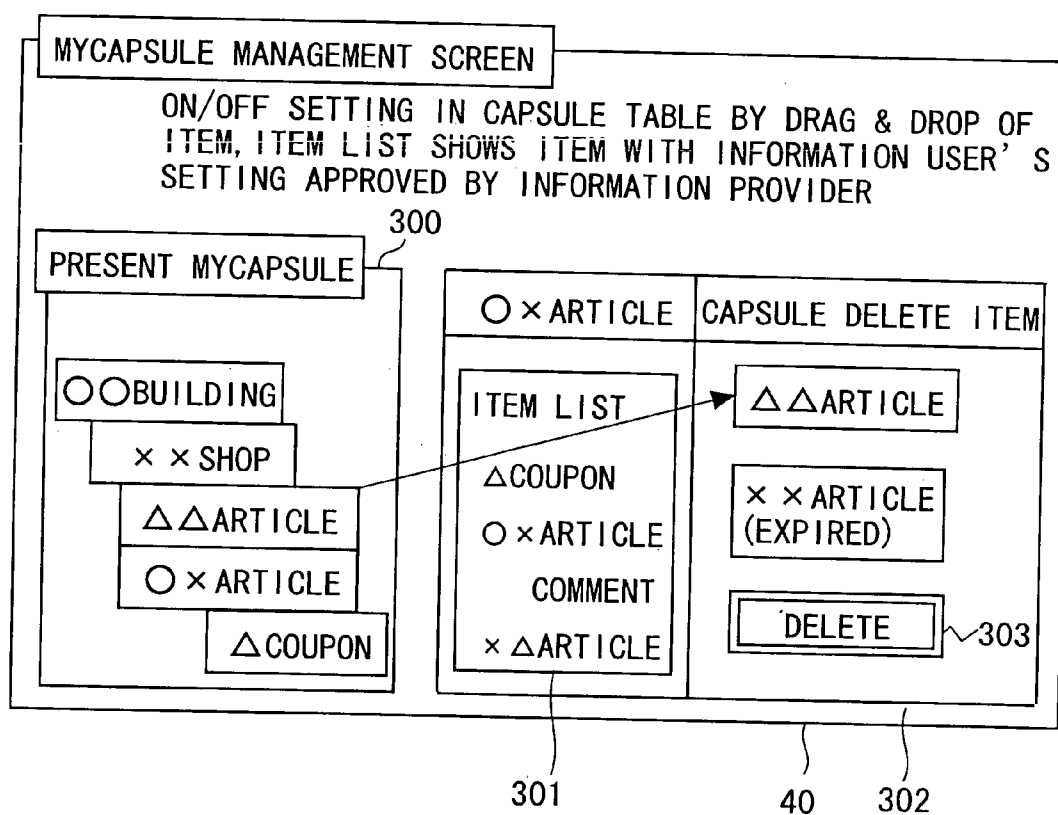 MYCAPSULE MANAGEMENT SCREEN
ON/OFF SETTING IN CAPSULE TABLE BY DRAG & DROP OF
ITEM, ITEM LIST SHOWS ITEM WITH INFORMATION USER'S
SETTING APPROVED BY INFORMATION PROVIDER
300
PRESENT MYCAPSULE
○○BUILDING
××SHOP
△△ARTICLE
○×ARTICLE
△COUPON
○×ARTICLE
CAPSULE DELETE ITEM
ITEM LIST
△COUPON
○×ARTICLE
COMMENT
×△ARTICLE
△△ARTICLE
××ARTICLE
(EXPIRED)
DELETE
303
301
40
302